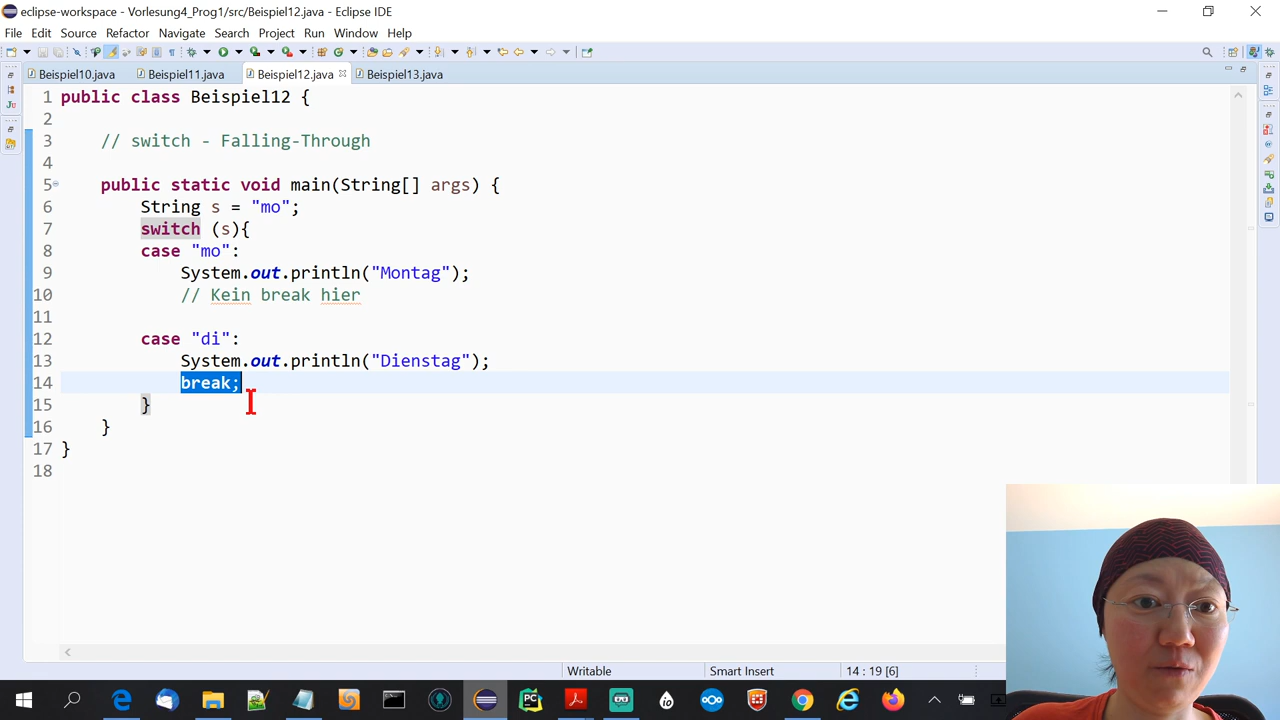 eclipse-workspace - Vorlesung4_Prog1/src/Beispiel12.java - Eclipse IDE
File Edit Source Refactor Navigate Search Project Run Window Help
Beispiel10.java Beispiel11.java Beispiel12.java Beispiel13.java
1 public class Beispiel12 {
2
3 // switch - Falling-Through
4
5 public static void main(String[] args) {
6 String s = "mo";
7 switch (s){
8 case "mo":
9 System.out.println("Montag");
10 // Kein break hier
11
12 case "di":
13 System.out.println("Dienstag");
14 break;
15 }
16 }
17 }
18
Writable Smart Insert 14 : 19 [6]